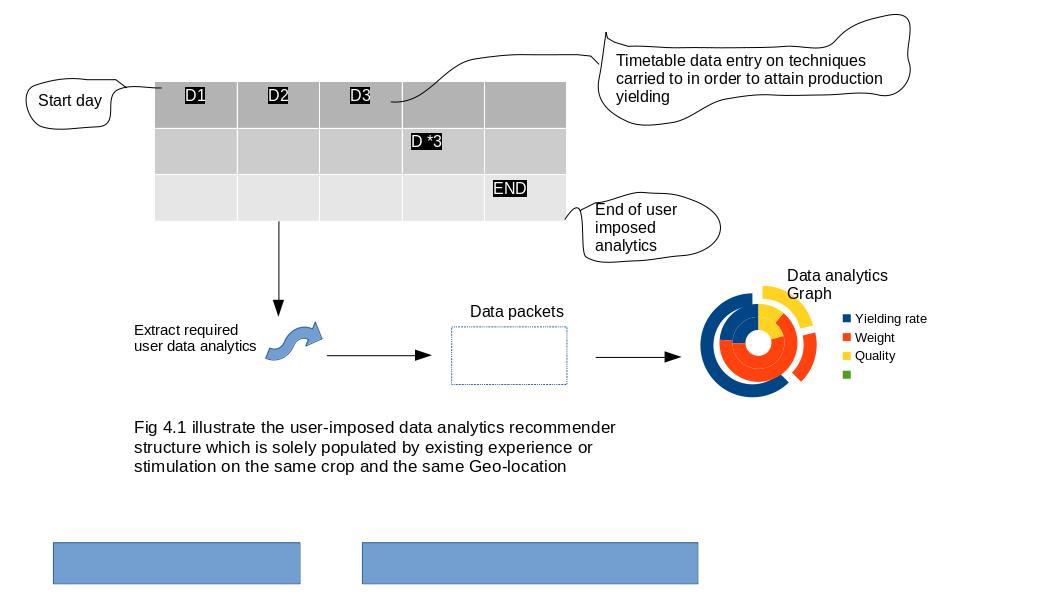 Timetable data entry on techniques
carried to in order to attain production
yielding
Start day
D1 D2 D3
D *3
END
End of user
imposed
analytics
Data analytics
Graph
Data packets
Extract required
user data analytics
Yielding rate
Weight
Quality
Fig 4.1 illustrate the user-imposed data analytics recommender
structure which is solely populated by existing experience or
stimulation on the same crop and the same Geo-location